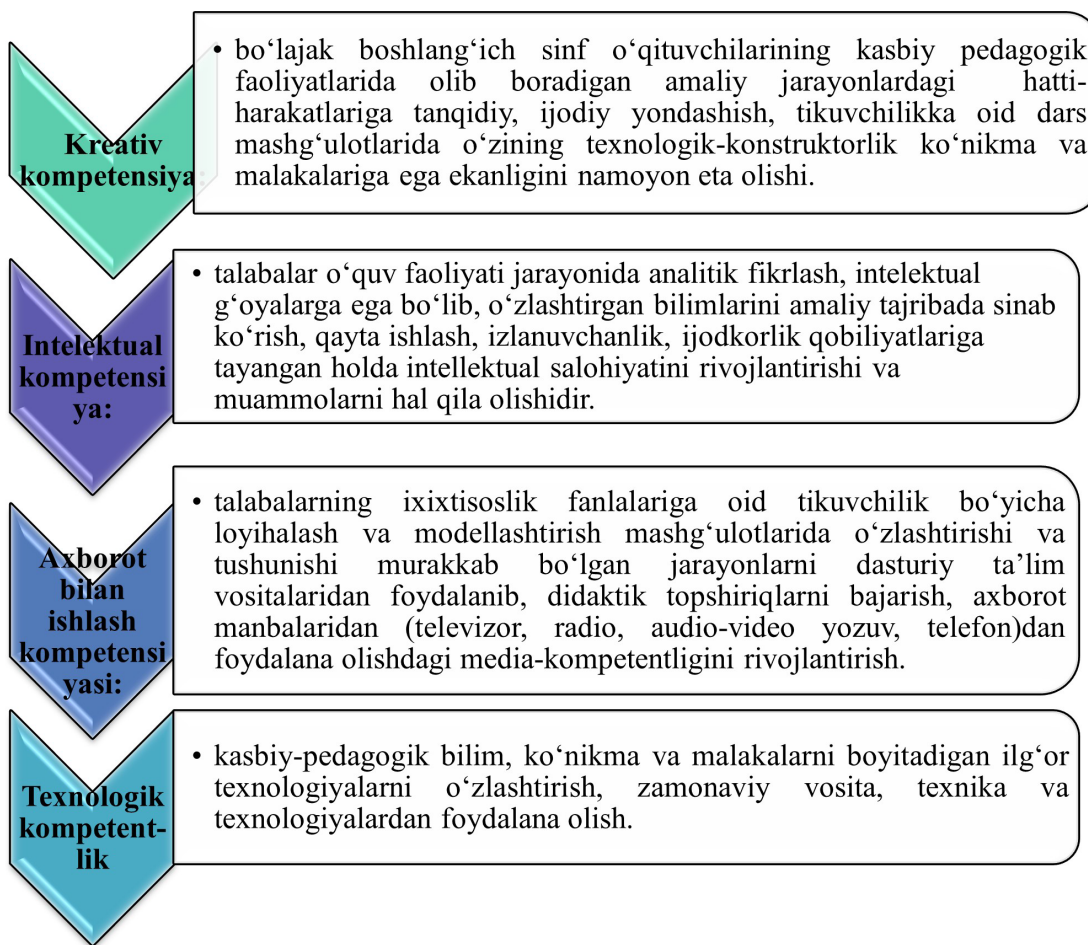 Kreativ
kompetensiya:
• bo‘lajak boshlang‘ich sinf o‘qituvchilarining kasbiy pedagogik
faoliyatlarida olib boradigan amaliy jarayonlardagi hatti-
harakatlariga tanqidiy, ijodiy yondashish, tikuvchilikka oid dars
mashg‘ulotlarida o‘zining texnologik-konstruktorlik ko‘nikma va
malakalariga ega ekanligini namoyon eta olishi.
Intelektual
kompetensi
ya:
• talabalar o‘quv faoliyati jarayonida analitik fikrlash, intelektual
g‘oyalarga ega bo‘lib, o‘zlashtirgan bilimlarini amaliy tajribada sinab
ko‘rish, qayta ishlash, izlanuvchanlik, ijodkorlik qobiliyatlariga
tayangan holda intellektual salohiyatini rivojlantirishi va
muammolarni hal qila olishidir.
Axborot
bilan
ishlash
kompetensi
yasi:
• talabalarning ixixtisoslik fanlalariga oid tikuvchilik bo‘yicha
loyihalash va modellashtirish mashg‘ulotlarida o‘zlashtirishi va
tushunishi murakkab bo‘lgan jarayonlarni dasturiy ta’lim
vositalaridan foydalanib, didaktik topshiriqlarni bajarish, axborot
manbalaridan (televizor, radio, audio-video yozuv, telefon)dan
foydalana olishdagi media-kompetentligini rivojlantirish.
Texnologik
kompetent-
lik
• kasbiy-pedagogik bilim, ko‘nikma va malakalarni boyitadigan ilg‘or
texnologiyalarni o‘zlashtirish, zamonaviy vosita, texnika va
texnologiyalardan foydalana olish.